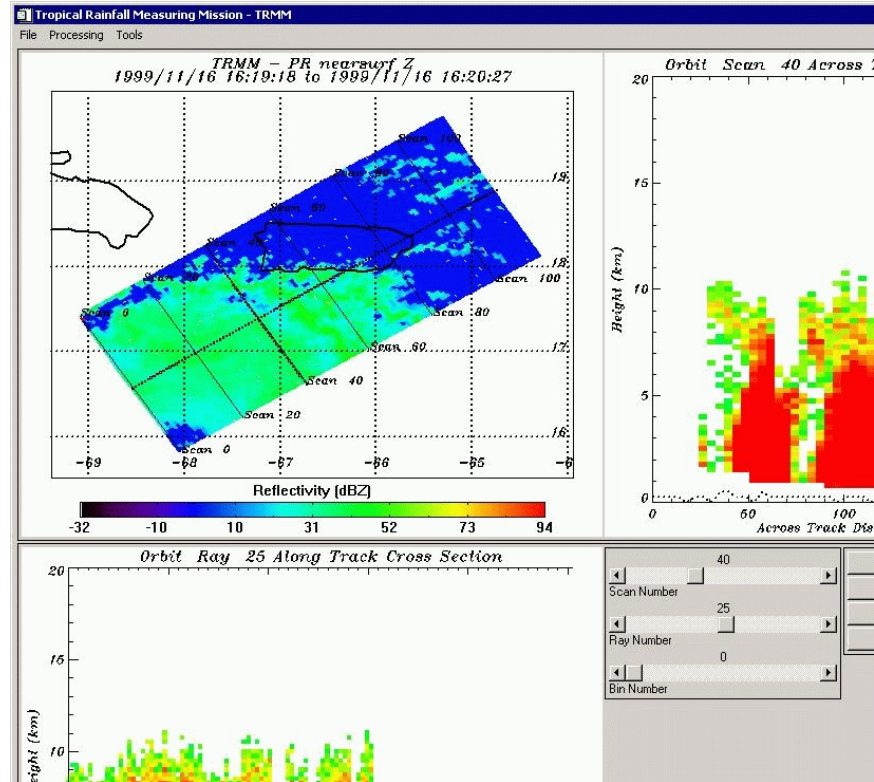 Tropical Rainfall Measuring Mission - TRMM
File Processing Tools
TRMM - PR nearsurf Z
1999/11/16 16:19:18 to 1999/11/16 16:20:27
Scan 100
Scan 80
Scan 60
Scan 40
Scan 20
Scan 0
Scan 100
Scan 80
Scan 60
Scan 40
Scan 20
Scan 0
19
18
17
16
-69 -68 -67 -66 -65 -6
Reflectivity (dBZ)
-32 -10 10 31 52 73 94
Orbit Scan 40 Across T
20
15
10
5
0
Height (km)
0 50 100
Across Track Dis
Orbit Ray 25 Along Track Cross Section
20
15
10
eight (km)
40
Scan Number
25
Ray Number
0
Bin Number